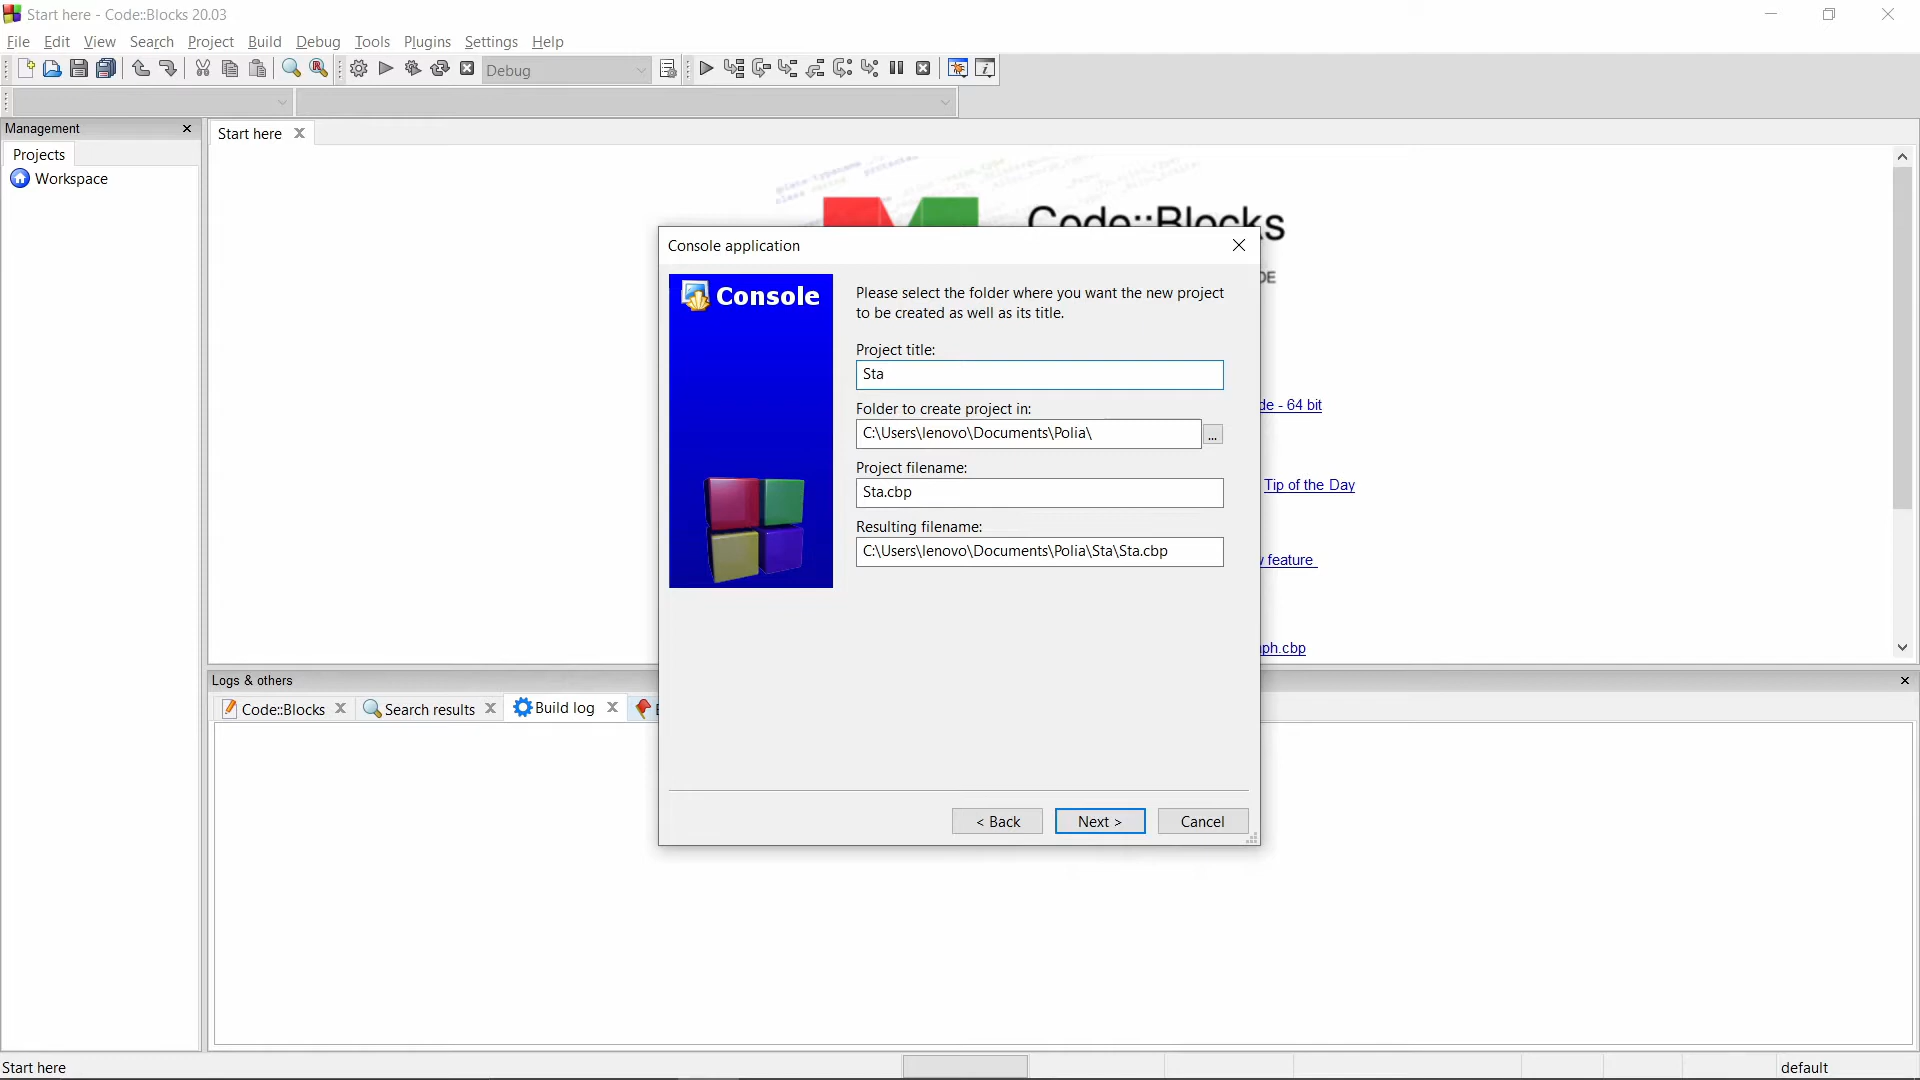 Start here - Code::Blocks 20.03
File Edit View Search Project Build Debug Tools Plugins Settings Help
Debug
Management
Projects
Workspace
Start here
Code::Blocks
Console application
Console
Please select the folder where you want the new project
to be created as well as its title.
Project title:
Sta
Folder to create project in:
C:\Users\lenovo\Documents\Polia\
...
Project filename:
Sta.cbp
Resulting filename:
C:\Users\lenovo\Documents\Polia\Sta\Sta.cbp
< Back
Next >
Cancel
de - 64 bit
Tip of the Day
feature
ph.cbp
Logs & others
Code::Blocks
Search results
Build log
Start here
default